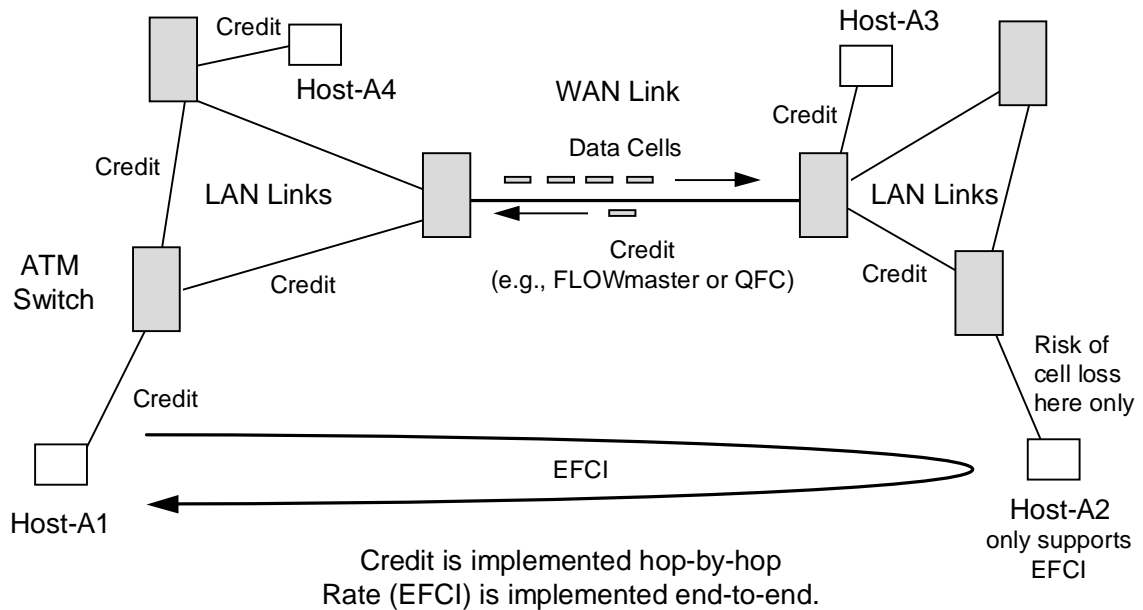 Credit
Host-A4
Host-A3
WAN Link
Credit
Credit
Data Cells
LAN Links
LAN Links
Credit
(e.g., FLOWmaster or QFC)
Credit
Credit
ATM
Switch
Risk of
cell loss
here only
Credit
EFCI
Host-A1
Host-A2
only supports
EFCI
Credit is implemented hop-by-hop
Rate (EFCI) is implemented end-to-end.